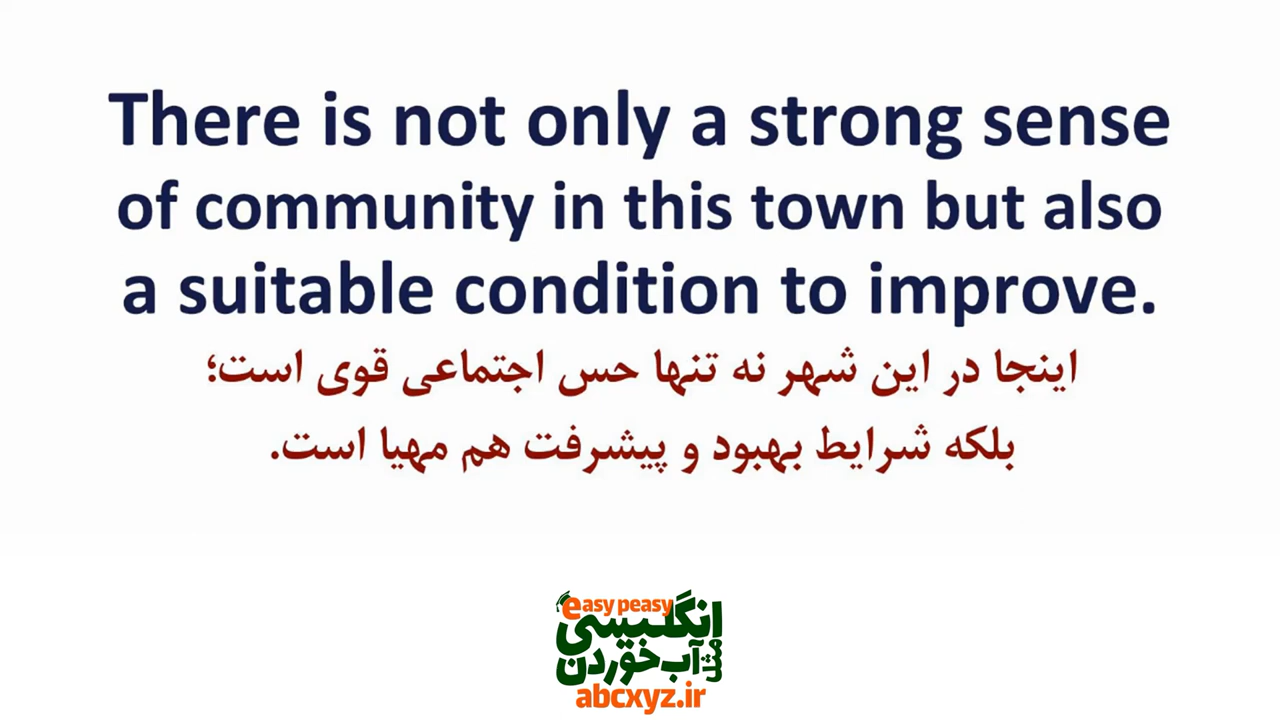 There is not only a strong sense
of community in this town but also
a suitable condition to improve.
اینجا در این شهر نه تنها حس اجتماعی قوی است؛
بلکه شرایط بهبود و پیشرفت هم مهیا است.
easy peasy
انگلیسی
مثل آب خوردن
abcxyz.ir